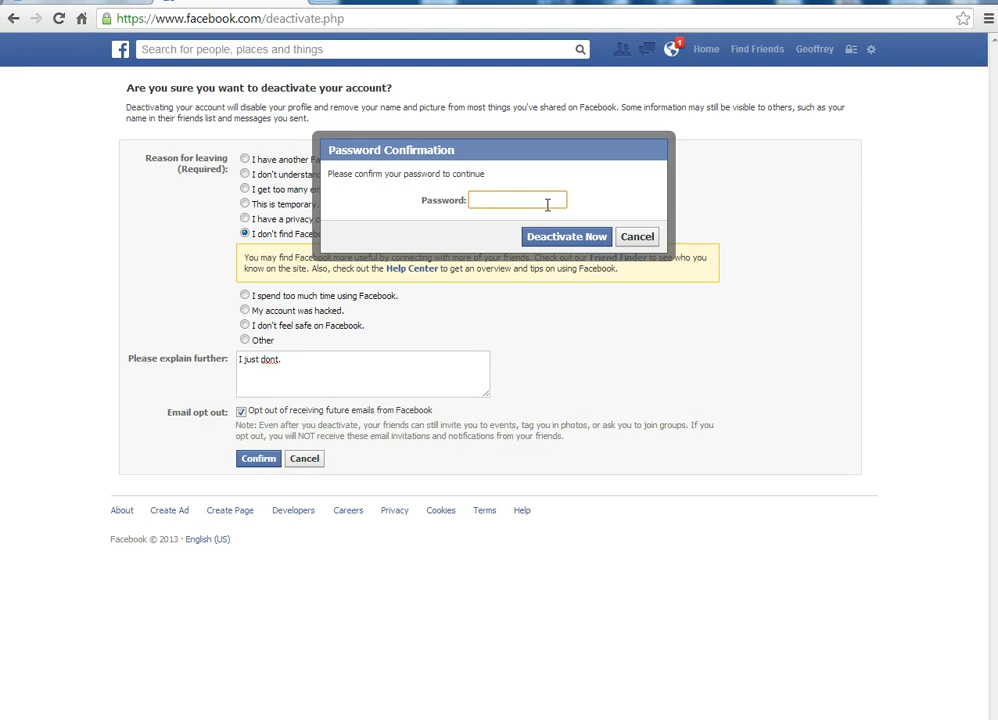 https://www.facebook.com/deactivate.php
Search for people, places and things
1
Home
Find Friends
Geoffrey
Are you sure you want to deactivate your account?
Deactivating your account will disable your profile and remove your name and picture from most things you've shared on Facebook. Some information may still be visible to others, such as your
name in their friends list and messages you sent.
Password Confirmation
Please confirm your password to continue
Password:
Deactivate Now
Cancel
Reason for leaving
(Required):
I have another Fa
I don't understan
I get too many em
This is temporary.
I have a privacy
I don't find Faceb
You may find Facebook more useful by connecting with more of your friends. Check out our Friend Finder to see who you
know on the site. Also, check out the Help Center to get an overview and tips on using Facebook.
I spend too much time using Facebook.
My account was hacked.
I don't feel safe on Facebook.
Other
Please explain further:
I just dont.
Email opt out:
Opt out of receiving future emails from Facebook
Note: Even after you deactivate, your friends can still invite you to events, tag you in photos, or ask you to join groups. If you
opt out, you will NOT receive these email invitations and notifications from your friends.
Confirm
Cancel
About
Create Ad
Create Page
Developers
Careers
Privacy
Cookies
Terms
Help
Facebook © 2013 · English (US)